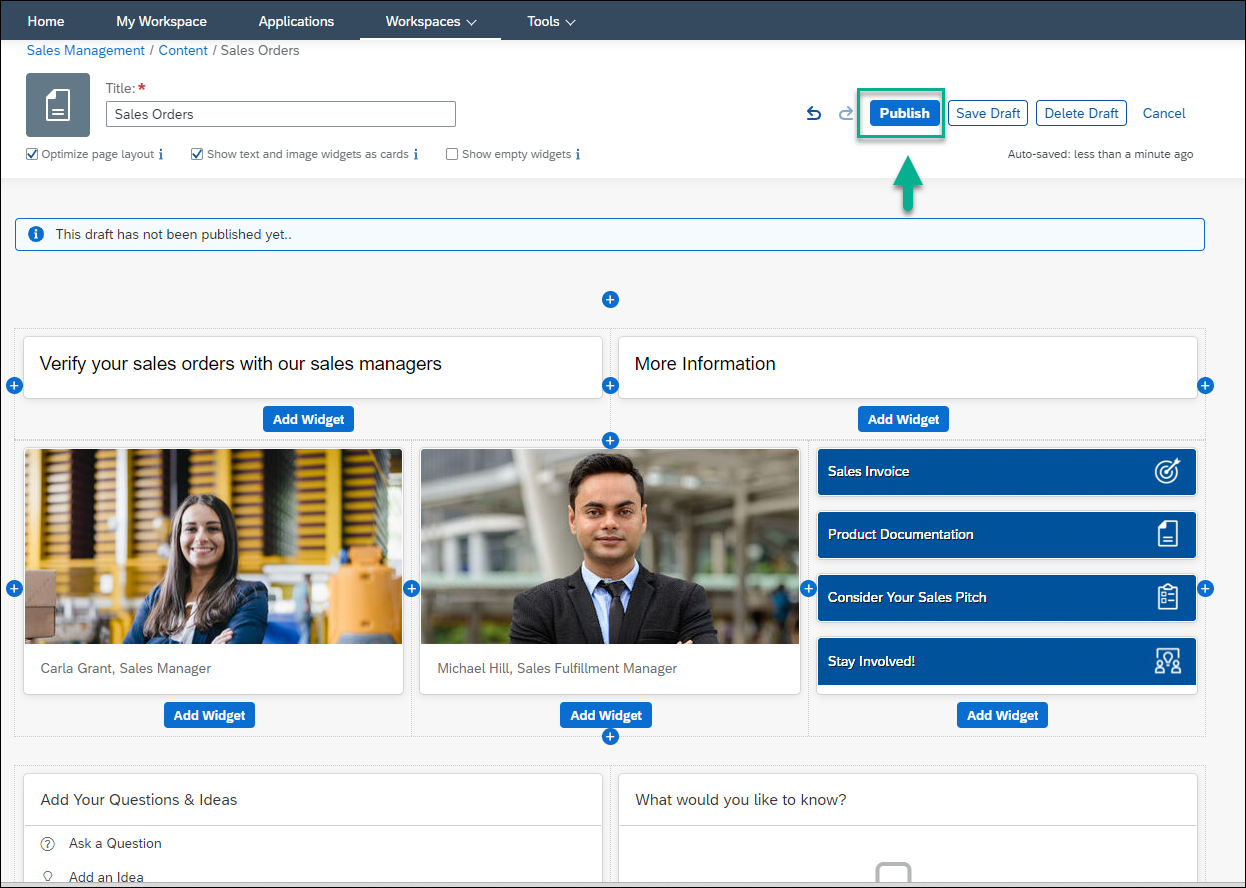 Home My Workspace Applications Workspaces Tools
Sales Management / Content / Sales Orders
Title: *
Sales Orders
Publish Save Draft Delete Draft Cancel
Optimize page layout Show text and image widgets as cards Show empty widgets Auto-saved: less than a minute ago
This draft has not been published yet..
Verify your sales orders with our sales managers More Information
Add Widget Add Widget
Sales Invoice
Product Documentation
Consider Your Sales Pitch
Stay Involved!
Carla Grant, Sales Manager Michael Hill, Sales Fulfillment Manager
Add Widget Add Widget Add Widget
Add Your Questions & Ideas What would you like to know?
Ask a Question
Add an Idea